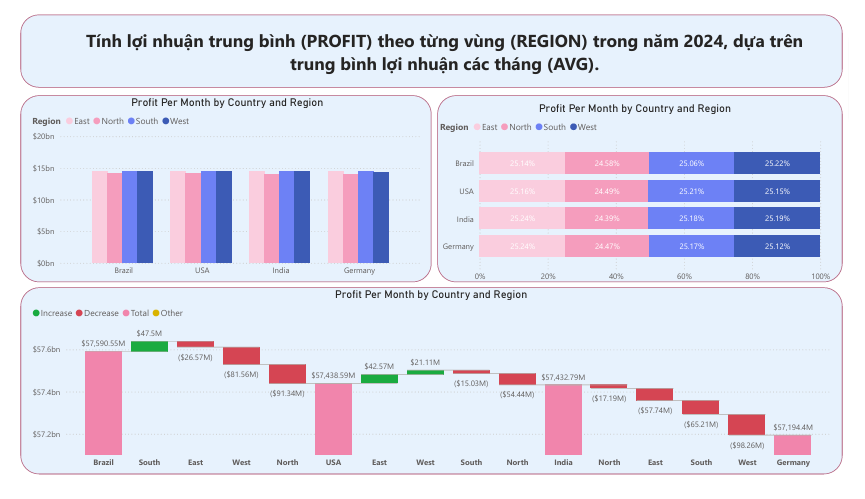 Tính lợi nhuận trung bình (PROFIT) theo từng vùng (REGION) trong năm 2024, dựa trên
trung bình lợi nhuận các tháng (AVG).
Profit Per Month by Country and Region
Region East North South West
$20bn
$15bn
$10bn
$5bn
$0bn
Brazil USA India Germany
Profit Per Month by Country and Region
Region East North South West
Brazil 25.14% 24.58% 25.06% 25.22%
USA 25.16% 24.49% 25.21% 25.15%
India 25.24% 24.39% 25.18% 25.19%
Germany 25.24% 24.47% 25.17% 25.12%
0% 20% 40% 60% 80% 100%
Profit Per Month by Country and Region
Increase Decrease Total Other
$57.6bn
$57.4bn
$57.2bn
$57,590.55M $47.5M ($26.57M) ($81.56M) ($91.34M) $57,438.59M $42.57M $21.11M ($15.03M) ($54.44M) $57,432.79M ($17.19M) ($57.74M) ($65.21M) ($98.26M) $57,194.4M
Brazil South East West North USA East West South North India North East South West Germany